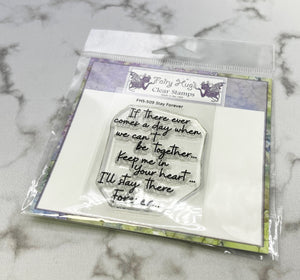 Fairy Hugs
Clear Stamps
FHS-509 Stay Forever
If there ever
comes a day when
we can't
be together...
Keep me in
your heart...
I'll stay there